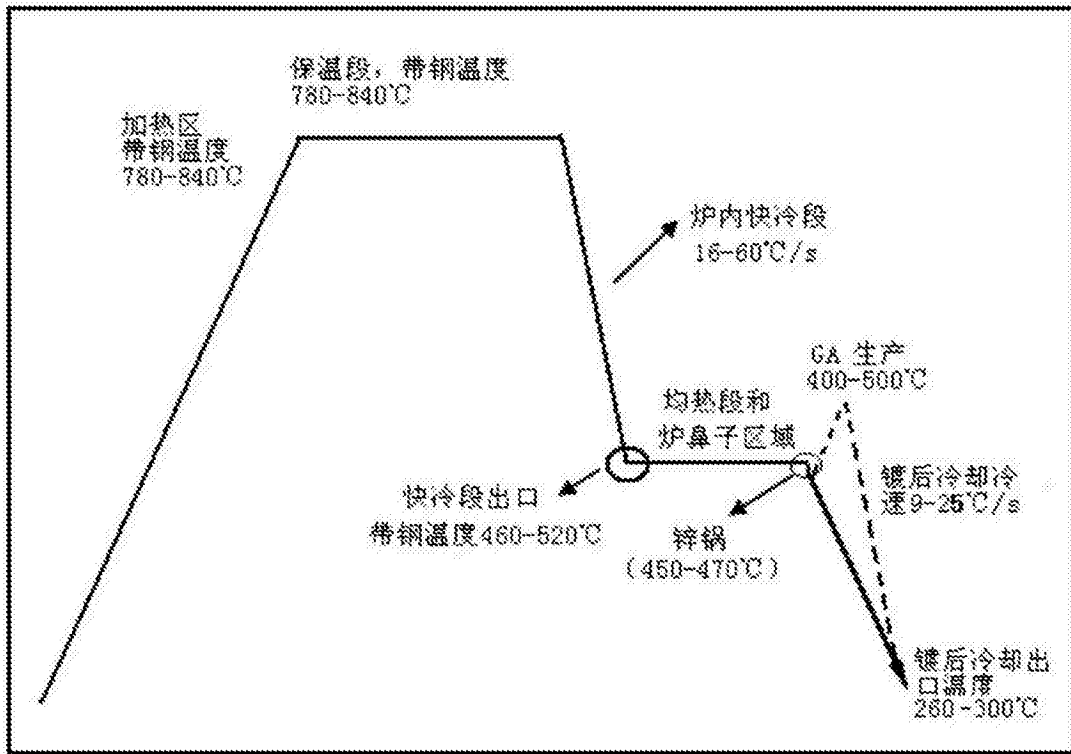 保温段，带钢温度
780-840℃
加热区
带钢温度
780-840℃
炉内快冷段
16-60℃/s
GA 生产
400-500℃
均热段和
炉鼻子区域
镀后冷却冷
速9-25℃/s
快冷段出口
带钢温度460-520℃
锌锅
（450-470℃）
镀后冷却出
口温度
260-300℃